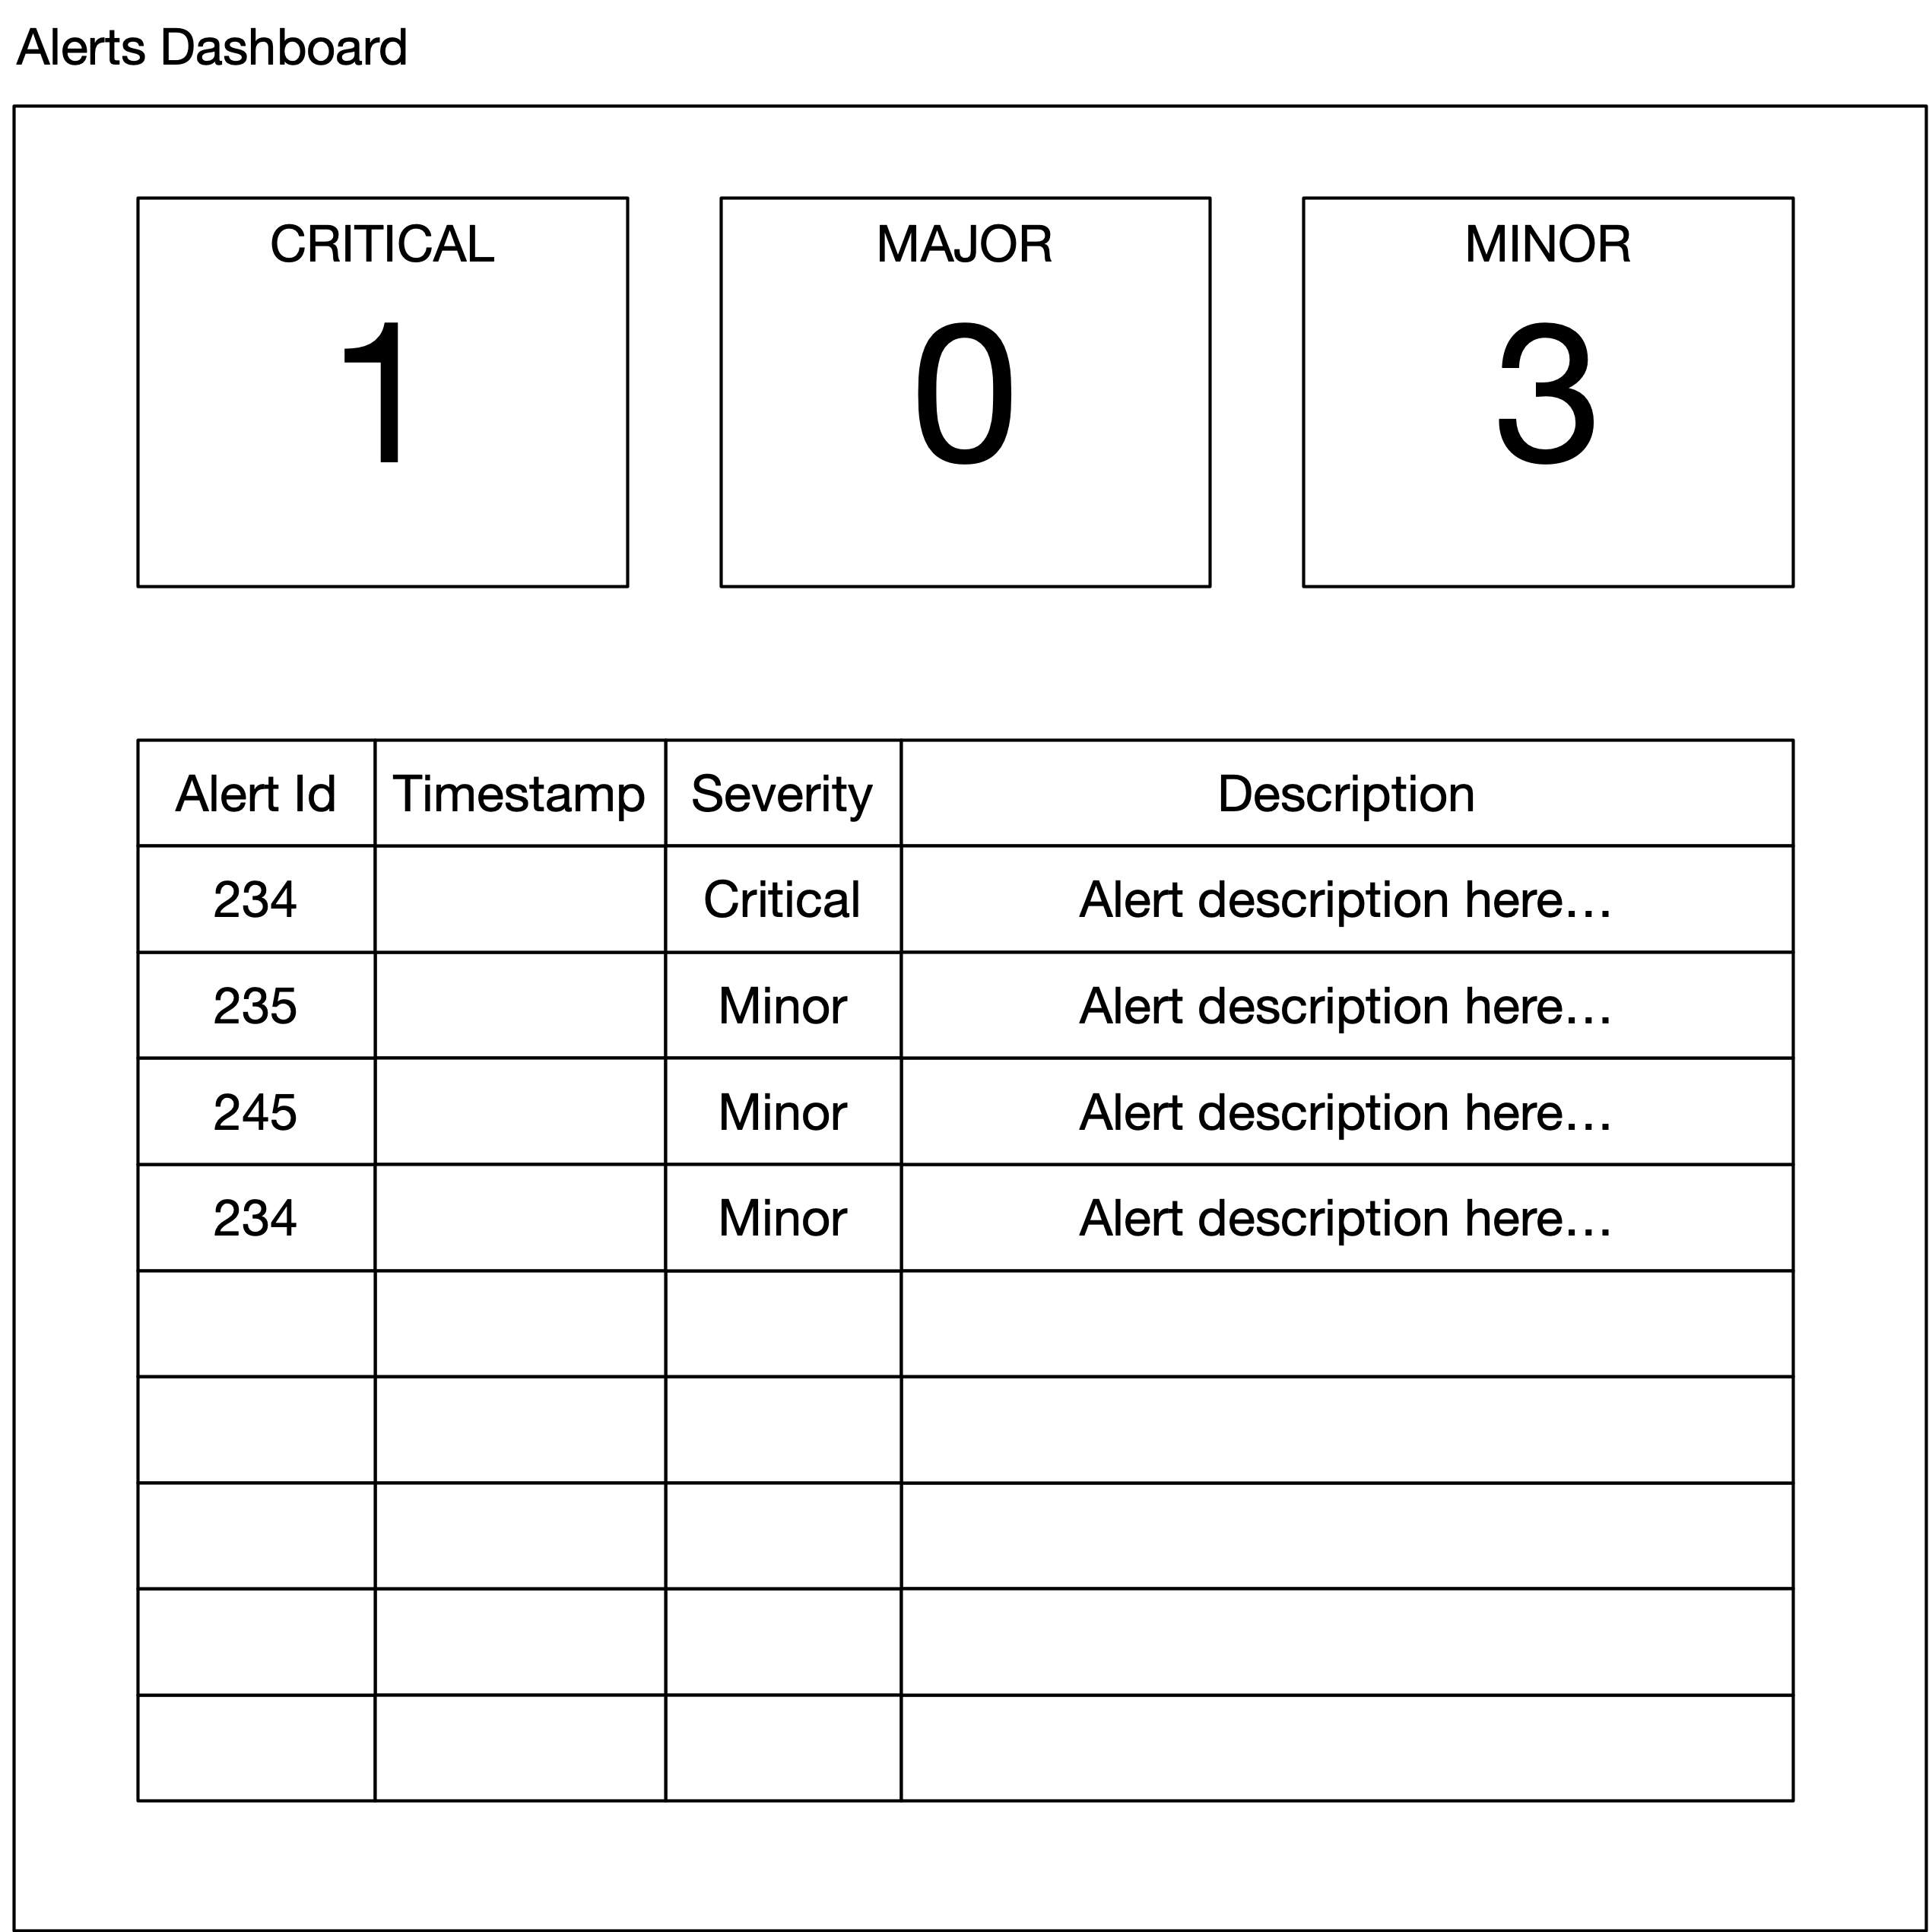 Alerts Dashboard
CRITICAL MAJOR MINOR
1 0 3
Alert Id Timestamp Severity Description
234 Critical Alert description here...
235 Minor Alert description here...
245 Minor Alert description here...
234 Minor Alert description here...